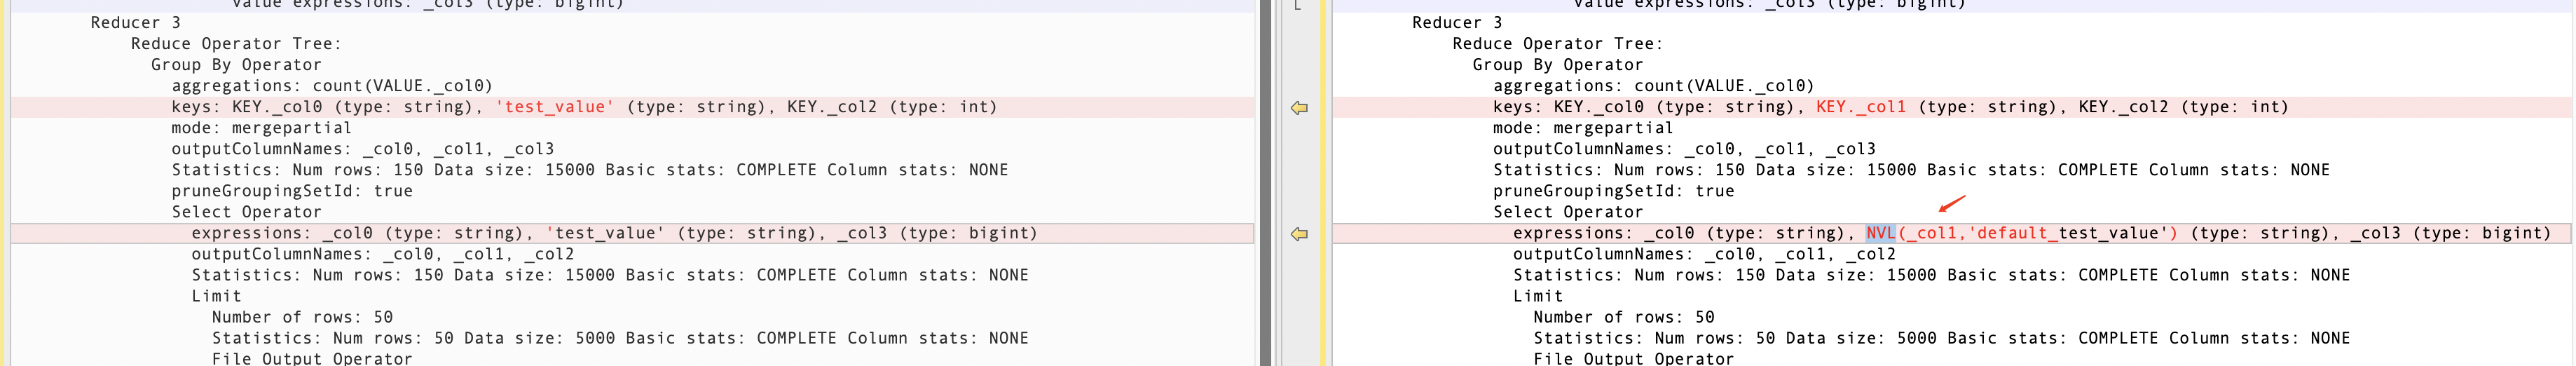 value expressions: _col3 (type: bigint)
Reducer 3
Reduce Operator Tree:
Group By Operator
aggregations: count(VALUE._col0)
keys: KEY._col0 (type: string), 'test_value' (type: string), KEY._col2 (type: int)
mode: mergepartial
outputColumnNames: _col0, _col1, _col3
Statistics: Num rows: 150 Data size: 15000 Basic stats: COMPLETE Column stats: NONE
pruneGroupingSetId: true
Select Operator
expressions: _col0 (type: string), 'test_value' (type: string), _col3 (type: bigint)
outputColumnNames: _col0, _col1, _col2
Statistics: Num rows: 150 Data size: 15000 Basic stats: COMPLETE Column stats: NONE
Limit
Number of rows: 50
Statistics: Num rows: 50 Data size: 5000 Basic stats: COMPLETE Column stats: NONE
File Output Operator
value expressions: _col3 (type: bigint)
Reducer 3
Reduce Operator Tree:
Group By Operator
aggregations: count(VALUE._col0)
keys: KEY._col0 (type: string), KEY._col1 (type: string), KEY._col2 (type: int)
mode: mergepartial
outputColumnNames: _col0, _col1, _col3
Statistics: Num rows: 150 Data size: 15000 Basic stats: COMPLETE Column stats: NONE
pruneGroupingSetId: true
Select Operator
expressions: _col0 (type: string), NVL(_col1,'default_test_value') (type: string), _col3 (type: bigint)
outputColumnNames: _col0, _col1, _col2
Statistics: Num rows: 150 Data size: 15000 Basic stats: COMPLETE Column stats: NONE
Limit
Number of rows: 50
Statistics: Num rows: 50 Data size: 5000 Basic stats: COMPLETE Column stats: NONE
File Output Operator